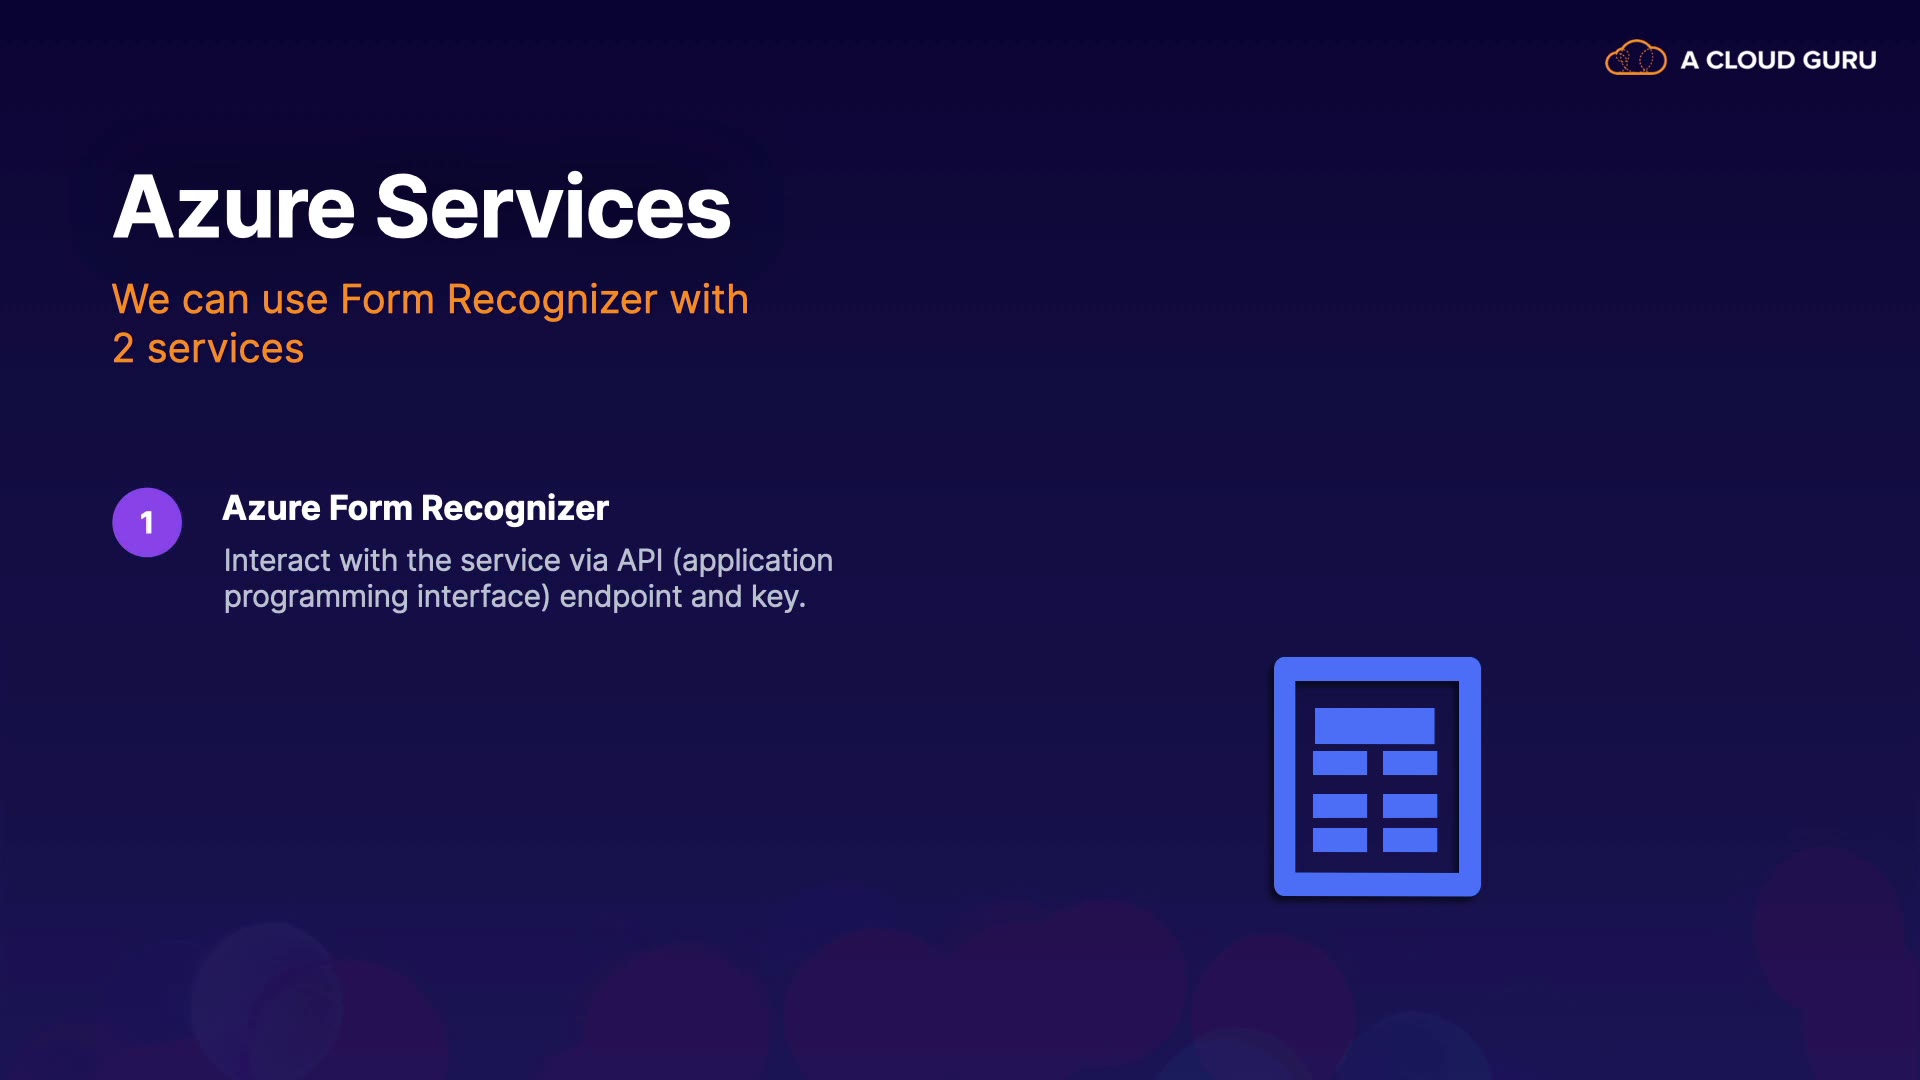 A CLOUD GURU
Azure Services
We can use Form Recognizer with
2 services
1
Azure Form Recognizer
Interact with the service via API (application
programming interface) endpoint and key.